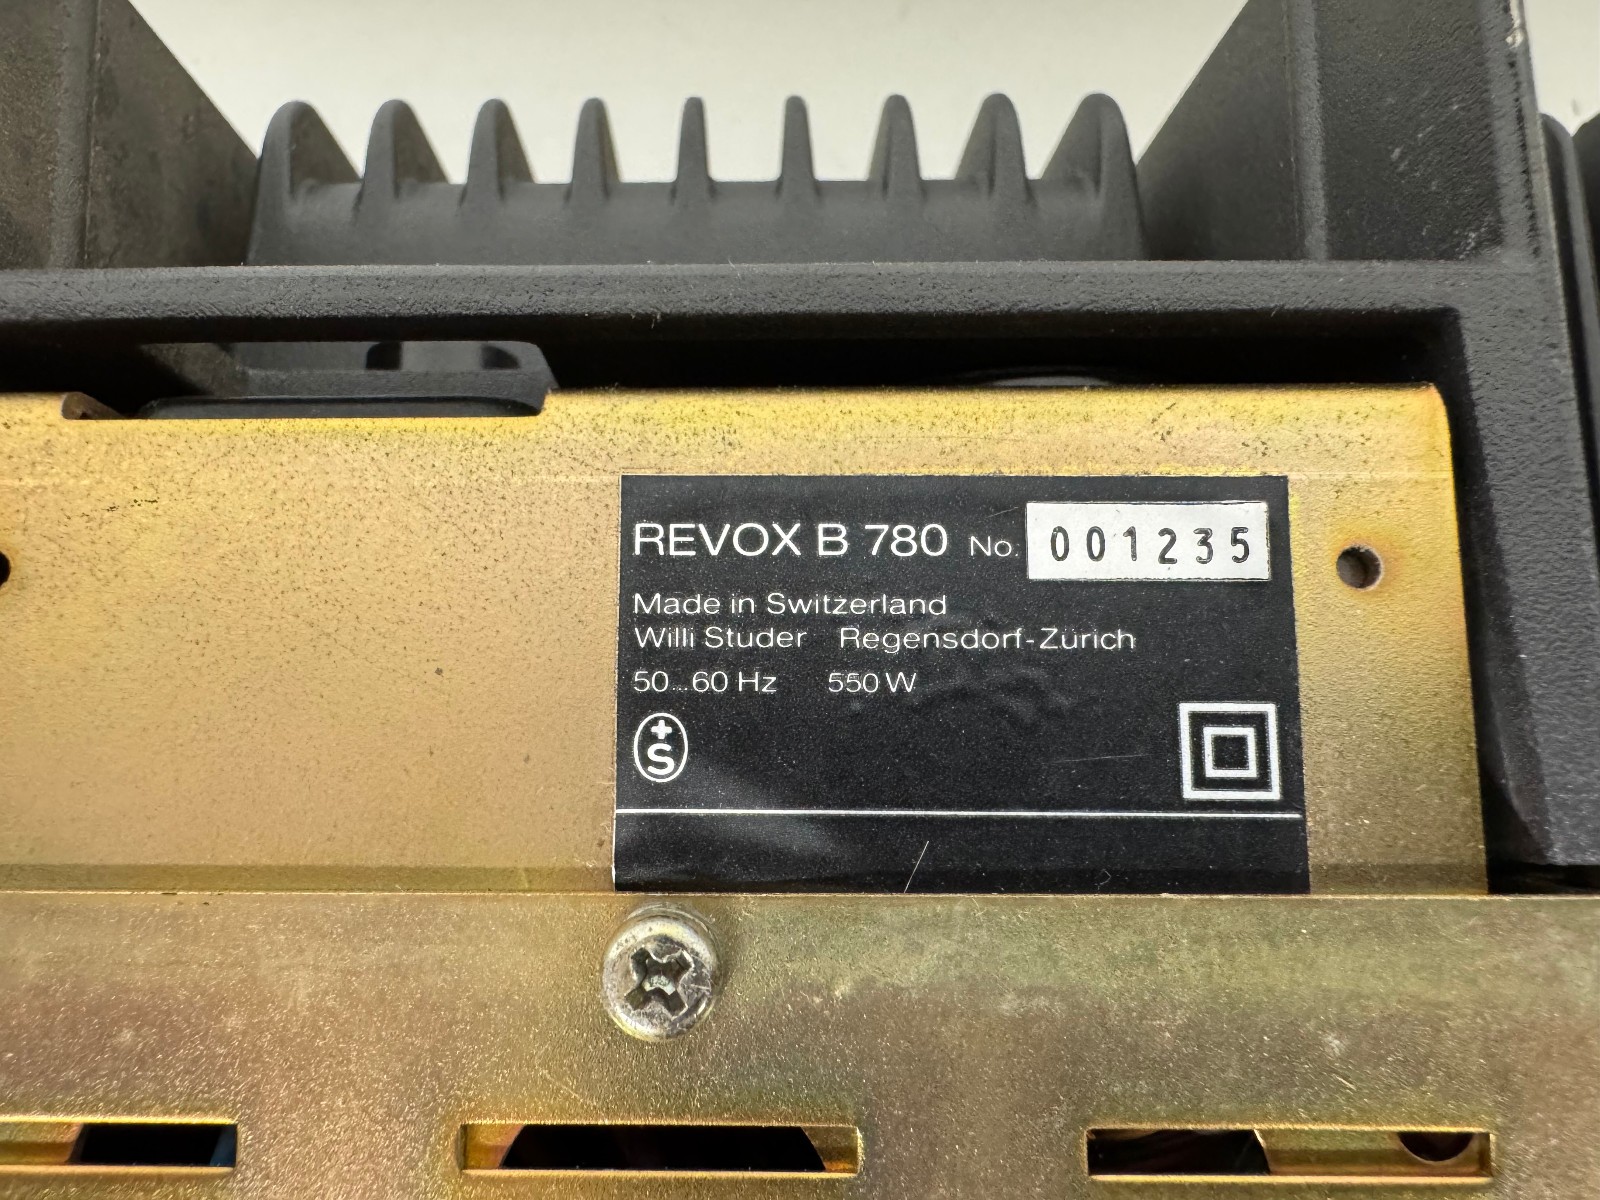 REVOX B 780 No. 001235
Made in Switzerland
Willi Studer Regensdorf-Zürich
50...60 Hz 550 W
+S